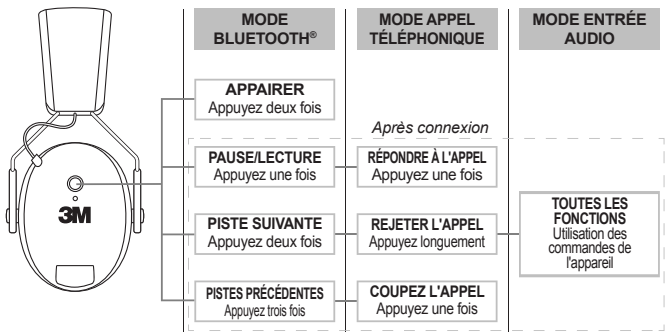 MODE
BLUETOOTH®
MODE APPEL
TÉLÉPHONIQUE
MODE ENTRÉE
AUDIO
APPAIRER
Appuyez deux fois
Après connexion
PAUSE/LECTURE
Appuyez une fois
RÉPONDRE À L'APPEL
Appuyez une fois
3M
PISTE SUIVANTE
Appuyez deux fois
REJETER L'APPEL
Appuyez longuement
TOUTES LES
FONCTIONS
Utilisation des
commandes de
l'appareil
PISTES PRÉCÉDENTES
Appuyez trois fois
COUPEZ L'APPEL
Appuyez une fois